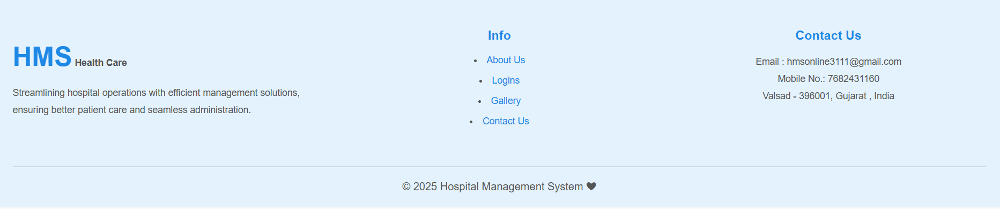 HMS Health Care
Streamlining hospital operations with efficient management solutions,
ensuring better patient care and seamless administration.
Info
• About Us
• Logins
• Gallery
• Contact Us
Contact Us
Email : hmsonline3111@gmail.com
Mobile No.: 7682431160
Valsad - 396001, Gujarat , India
© 2025 Hospital Management System ♥